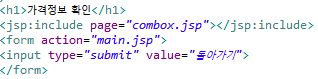 <h1>가격정보 확인</h1>
<jsp:include page="combox.jsp"></jsp:include>
<form action="main.jsp">
<input type="submit" value="돌아가기">
</form>